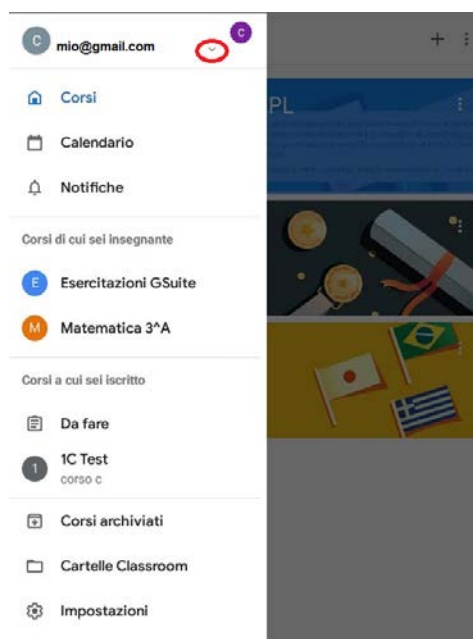 C
mio@gmail.com
C
Corsi
PL
Calendario
Notifiche
Corsi di cui sei insegnante
E
Esercitazioni GSuite
M
Matematica 3^A
Corsi a cui sei iscritto
Da fare
1
1C Test
corso c
Corsi archiviati
Cartelle Classroom
Impostazioni